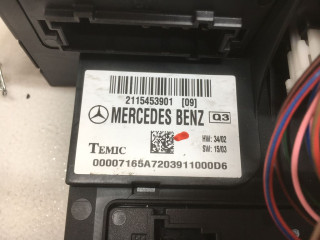 2115453901 [09]
MERCEDES BENZ Q3
HW: 34/02
TEMIC SW: 15/03
00007165A7203911000D6